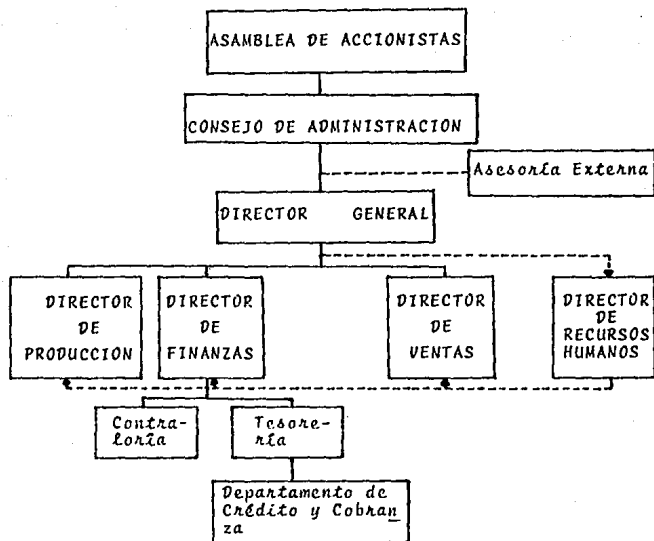 ASAMBLEA DE ACCIONISTAS
CONSEJO DE ADMINISTRACION
Asesoría Externa
DIRECTOR GENERAL
DIRECTOR
DE
PRODUCCION
DIRECTOR
DE
FINANZAS
DIRECTOR
DE
VENTAS
DIRECTOR
DE
RECURSOS
HUMANOS
Contra-
loría
Tesore-
ría
Departamento de
Crédito y Cobran
za